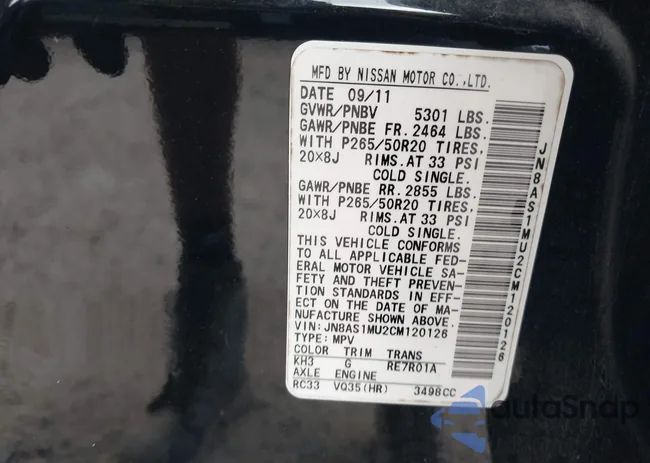 MFD BY NISSAN MOTOR CO.,LTD.
DATE 09/11
GVWR/PNBV 5301 LBS.
GAWR/PNBE FR. 2464 LBS.
WITH P265/50R20 TIRES.
20X8J RIMS. AT 33 PSI
COLD SINGLE.
GAWR/PNBE RR. 2855 LBS.
WITH P265/50R20 TIRES.
20X8J RIMS. AT 33 PSI
COLD SINGLE.
THIS VEHICLE CONFORMS
TO ALL APPLICABLE FED-
ERAL MOTOR VEHICLE SA-
FETY AND THEFT PREVEN-
TION STANDARDS IN EFF-
ECT ON THE DATE OF MA-
NUFACTURE SHOWN ABOVE.
VIN: JN8AS1MU2CM120126
TYPE: MPV
COLOR TRIM TRANS
KH3 G RE7R01A
AXLE ENGINE
RC33 VQ35(HR) 3498CC
JN8AS1MU2CM120126
autoSnap